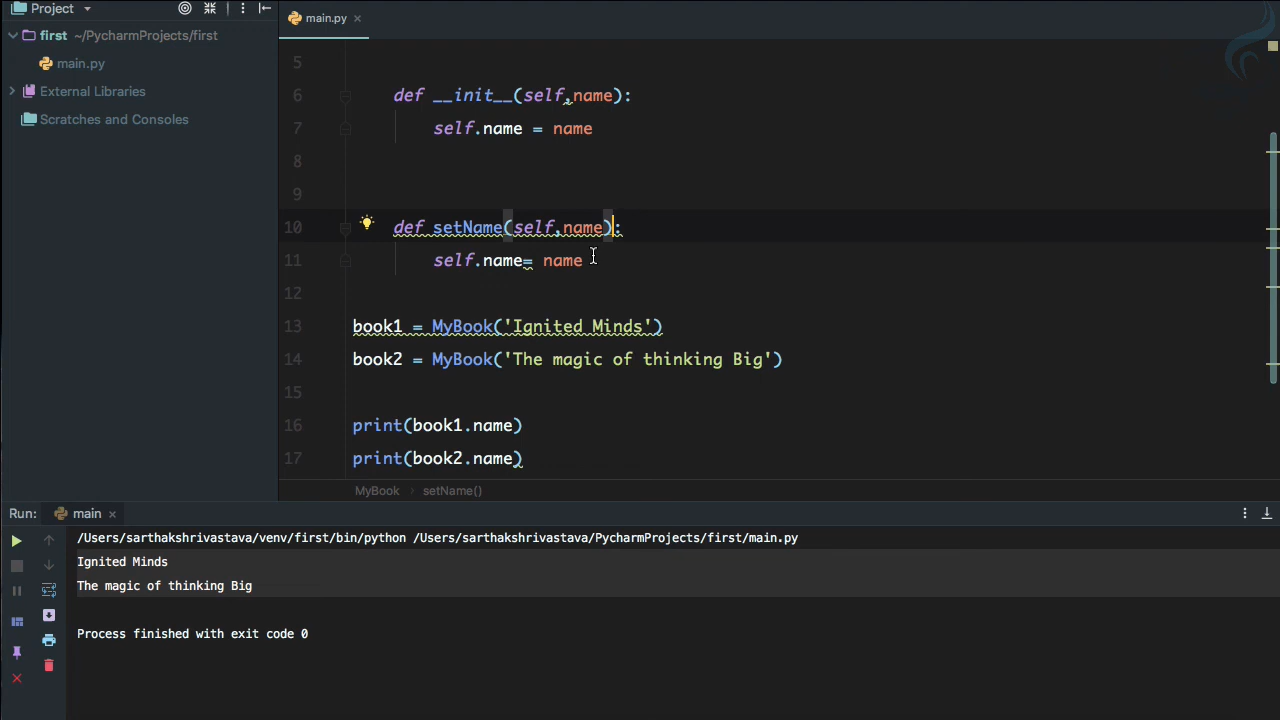 Project
main.py
first ~/PycharmProjects/first
main.py
External Libraries
Scratches and Consoles
5
6 def __init__(self,name):
7 self.name = name
8
9
10 def setName(self,name):
11 self.name= name
12
13 book1 = MyBook('Ignited Minds')
14 book2 = MyBook('The magic of thinking Big')
15
16 print(book1.name)
17 print(book2.name)
MyBook › setName()
Run: main
/Users/sarthakshrivastava/venv/first/bin/python /Users/sarthakshrivastava/PycharmProjects/first/main.py
Ignited Minds
The magic of thinking Big
Process finished with exit code 0